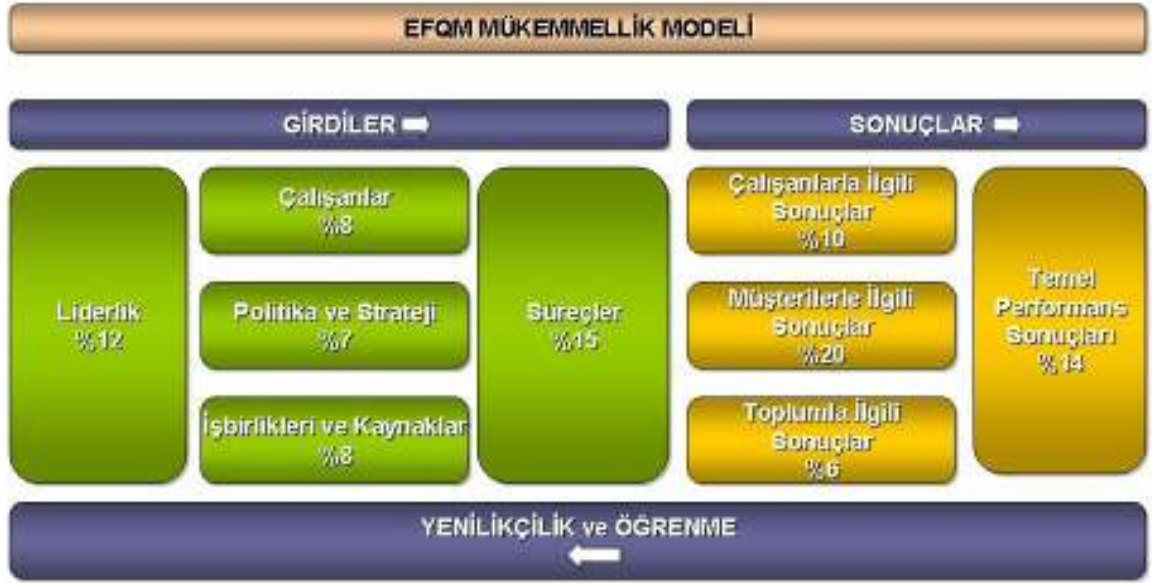 EFQM MÜKEMMELLİK MODELİ
GİRDİLER
SONUÇLAR
Liderlik
%12
Çalışanlar
%8
Politika ve Strateji
%7
İşbirlikleri ve Kaynaklar
%8
Süreçler
%15
Çalışanlarla İlgili
Sonuçlar
%10
Müşterilerle İlgili
Sonuçlar
%20
Toplumla İlgili
Sonuçlar
%6
Temel
Performans
Sonuçları
%14
YENİLİKÇİLİK ve ÖĞRENME